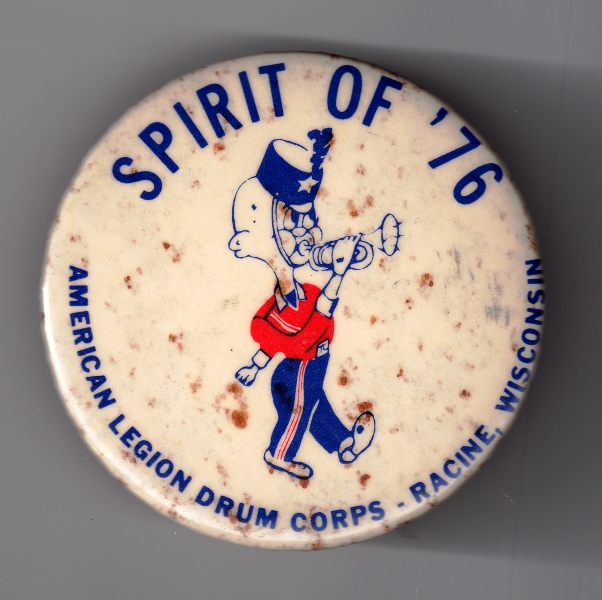 SPIRIT OF '76
AMERICAN LEGION DRUM CORPS - RACINE, WISCONSIN